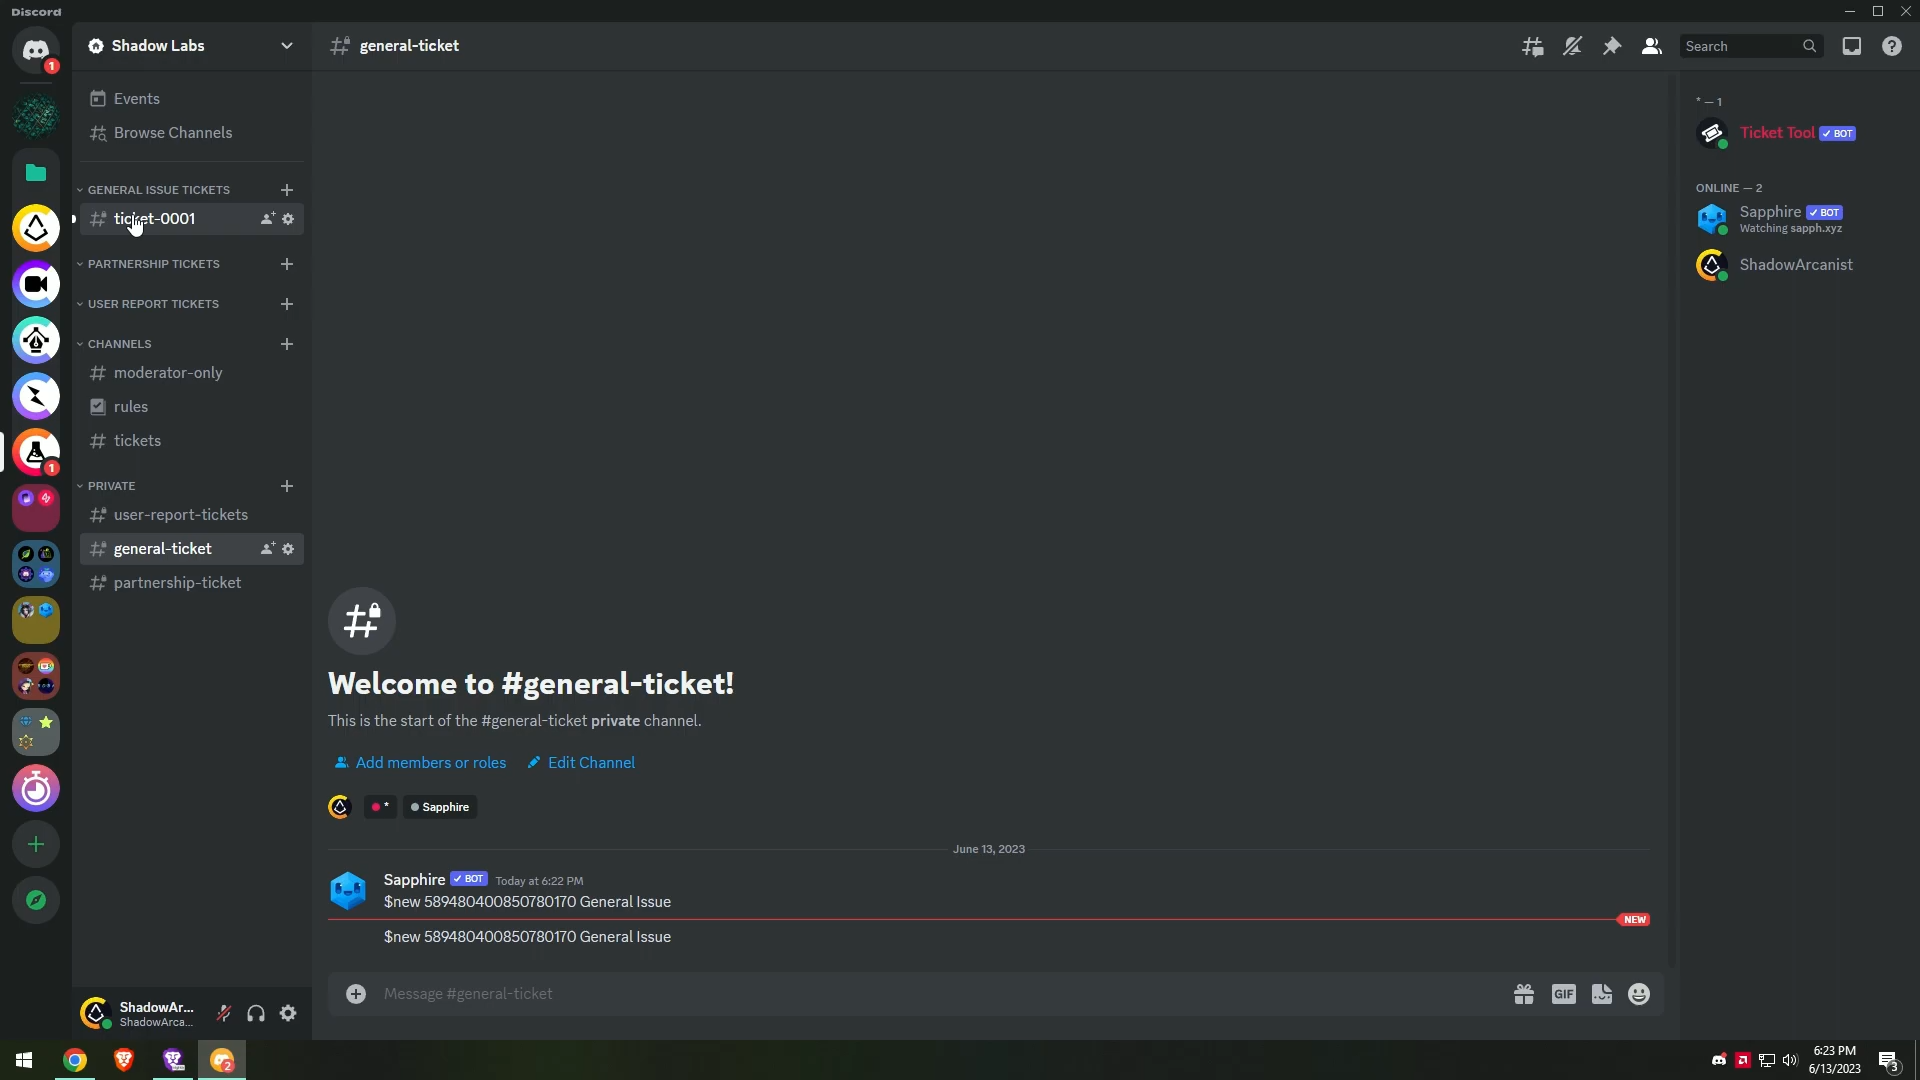 Discord
Shadow Labs
general-ticket
Search
1
Events
Browse Channels
GENERAL ISSUE TICKETS
ticket-0001
PARTNERSHIP TICKETS
USER REPORT TICKETS
CHANNELS
moderator-only
rules
tickets
1
PRIVATE
user-report-tickets
general-ticket
partnership-ticket
* — 1
Ticket Tool BOT
ONLINE — 2
Sapphire BOT
Watching sapph.xyz
ShadowArcanist
Welcome to #general-ticket!
This is the start of the #general-ticket private channel.
Add members or roles Edit Channel
* Sapphire
June 13, 2023
Sapphire BOT Today at 6:22 PM
$new 589480400850780170 General Issue
NEW
$new 589480400850780170 General Issue
Message #general-ticket
GIF
ShadowAr...
ShadowArca...
2
6:23 PM
6/13/2023
3